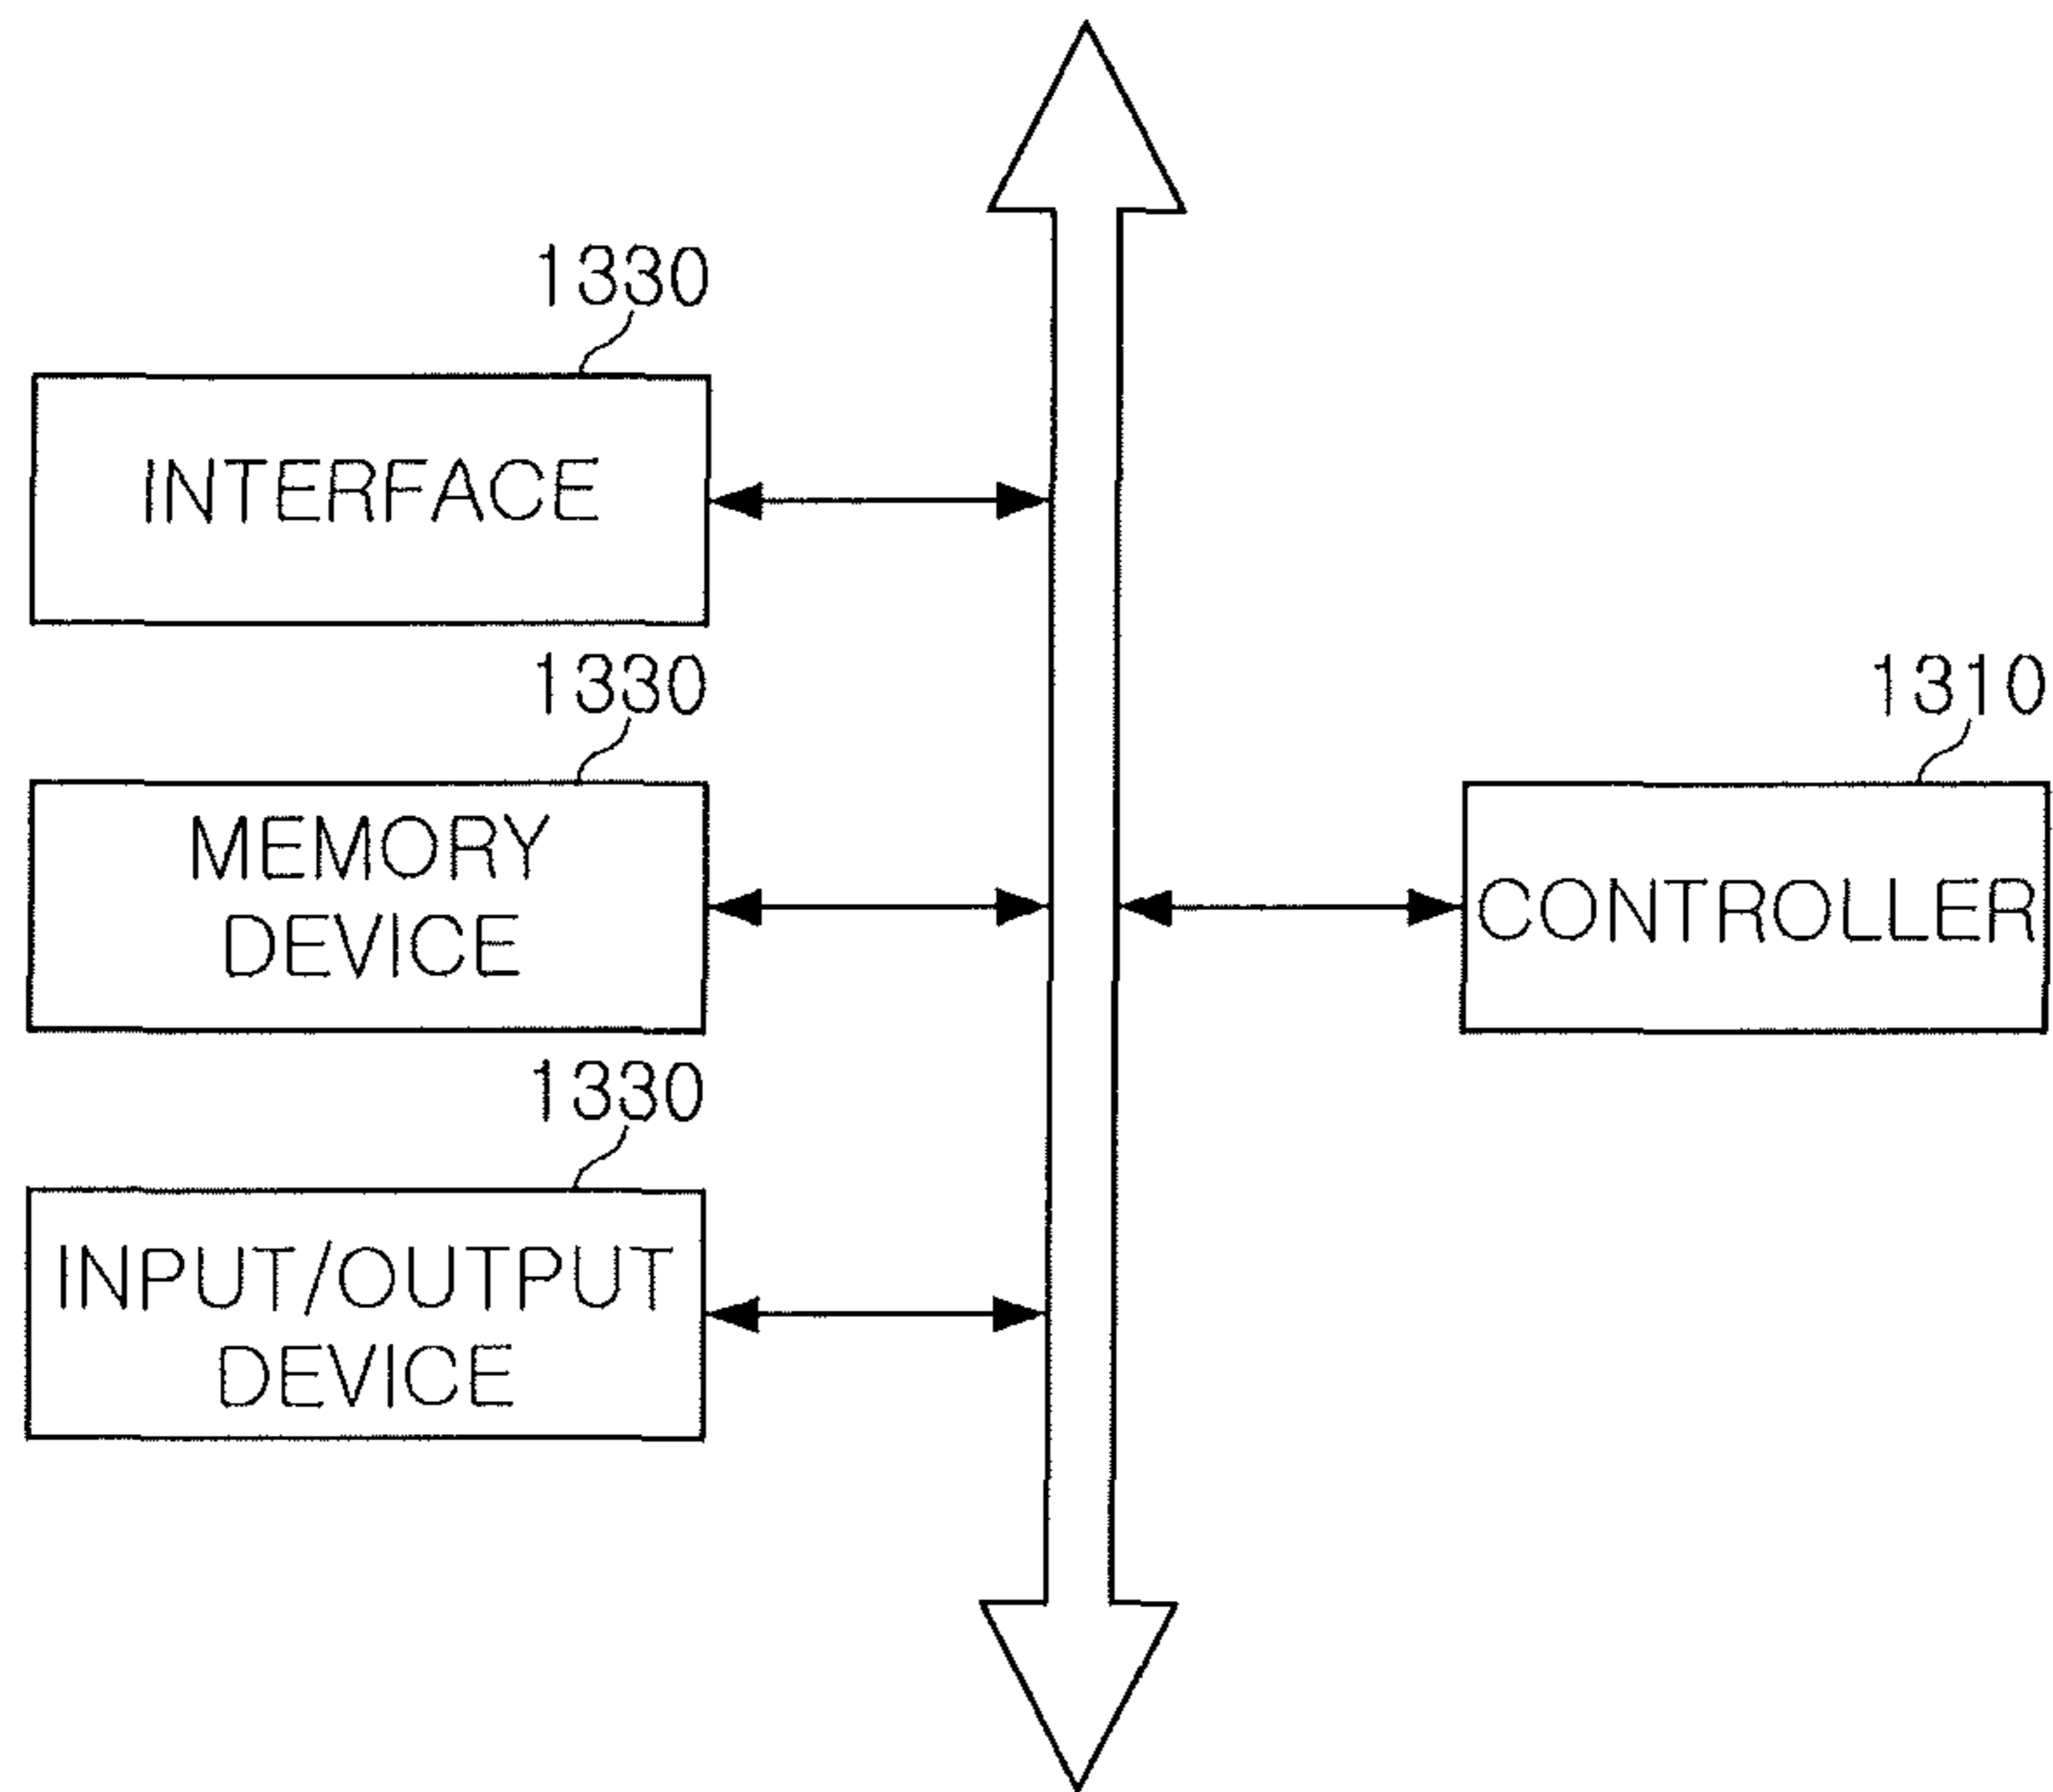 1330
INTERFACE
1330
MEMORY
DEVICE
1310
CONTROLLER
1330
INPUT/OUTPUT
DEVICE